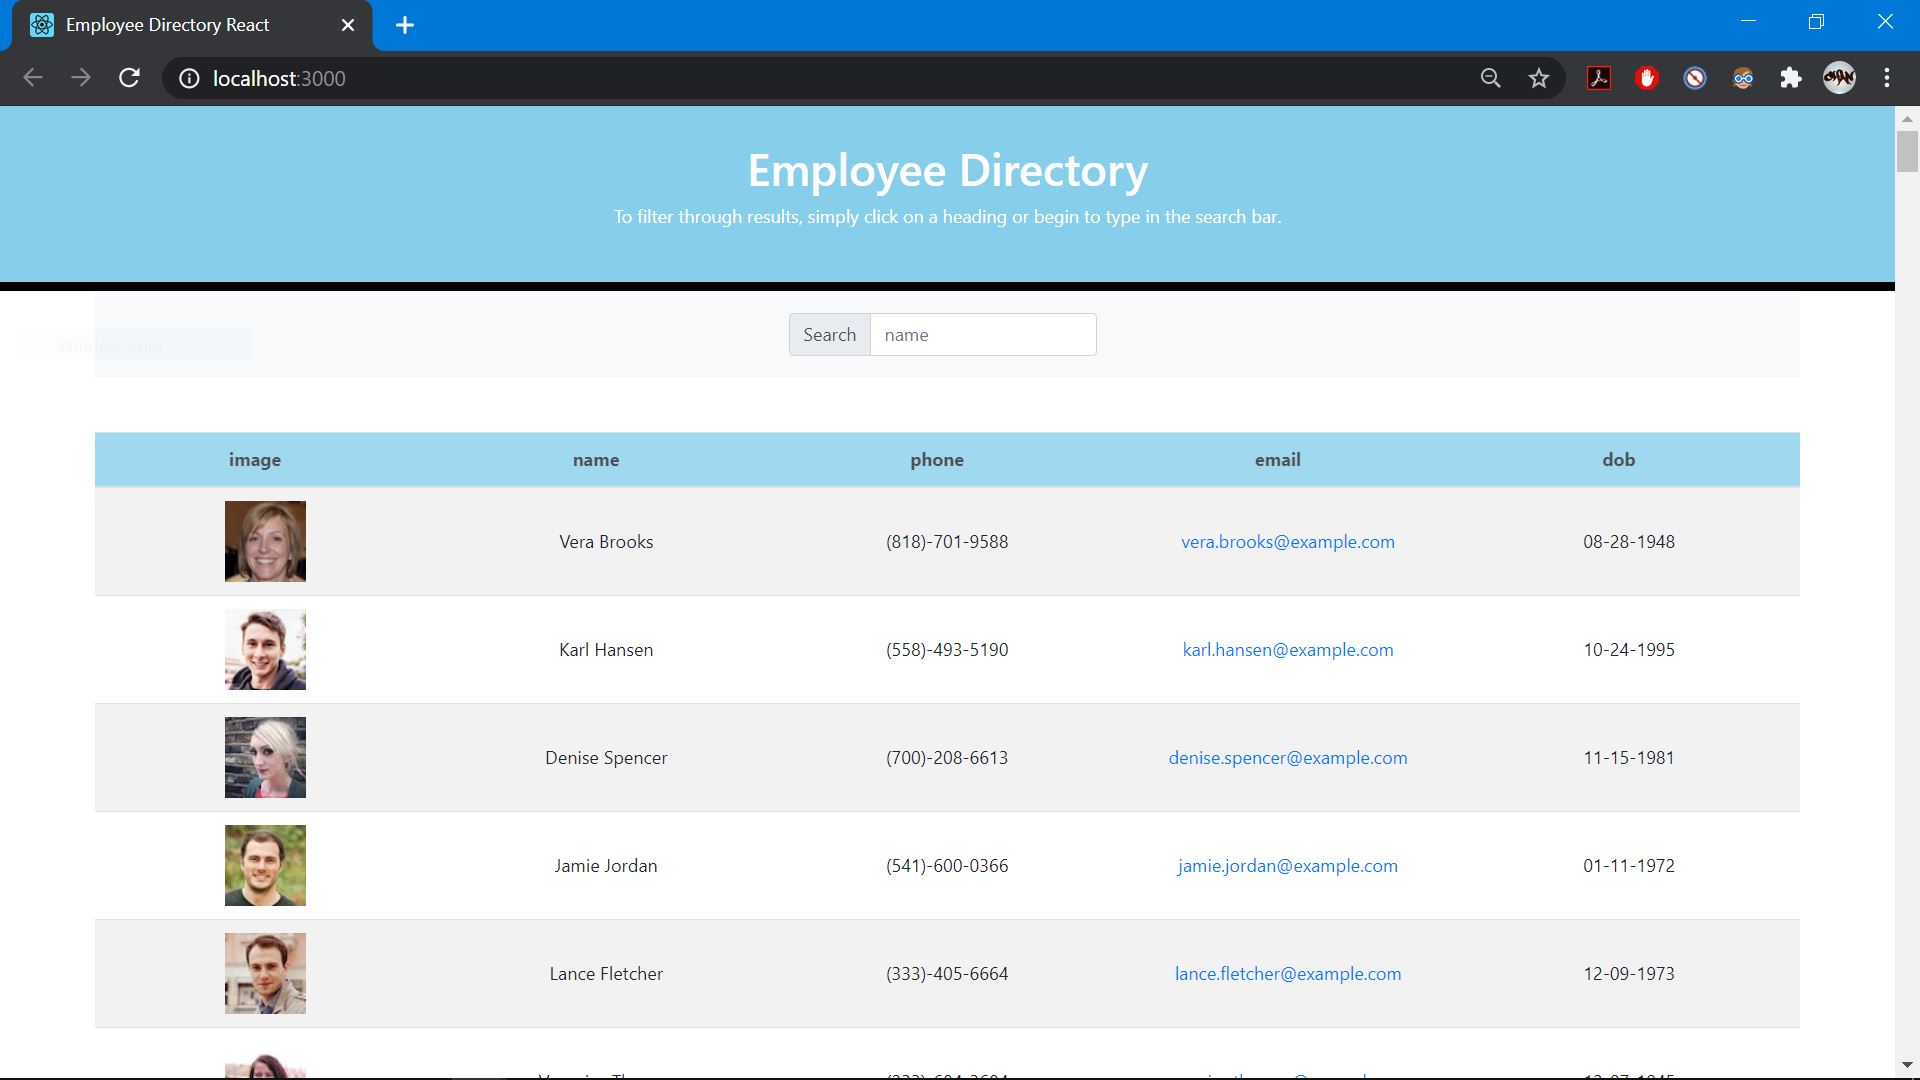 Employee Directory React
localhost:3000
Employee Directory
To filter through results, simply click on a heading or begin to type in the search bar.
Window Snip
Search name
image name phone email dob
Vera Brooks (818)-701-9588 vera.brooks@example.com 08-28-1948
Karl Hansen (558)-493-5190 karl.hansen@example.com 10-24-1995
Denise Spencer (700)-208-6613 denise.spencer@example.com 11-15-1981
Jamie Jordan (541)-600-0366 jamie.jordan@example.com 01-11-1972
Lance Fletcher (333)-405-6664 lance.fletcher@example.com 12-09-1973